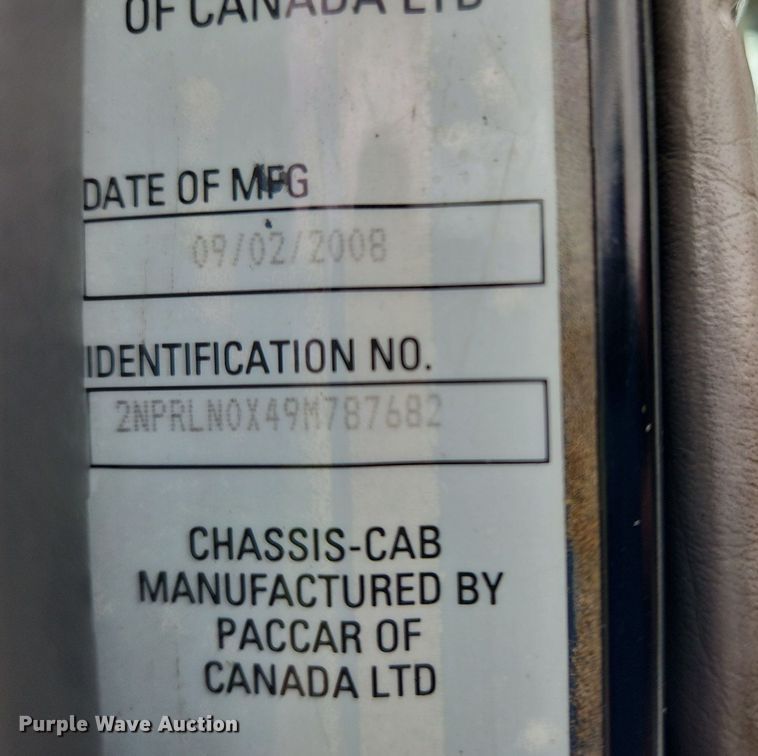 OF CANADA LTD
DATE OF MFG
09/02/2008
IDENTIFICATION NO.
2NPRLN0X49M787682
CHASSIS-CAB
MANUFACTURED BY
PACCAR OF
CANADA LTD
Purple Wave Auction